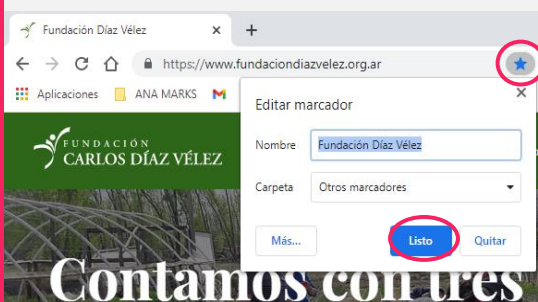 Fundación Díaz Vélez
https://www.fundaciondiazvelez.org.ar
Aplicaciones ANA MARKS
Editar marcador
Nombre Fundación Díaz Vélez
Carpeta Otros marcadores
Más... Listo Quitar
FUNDACIÓN
CARLOS DÍAZ VÉLEZ
Contamos con tres